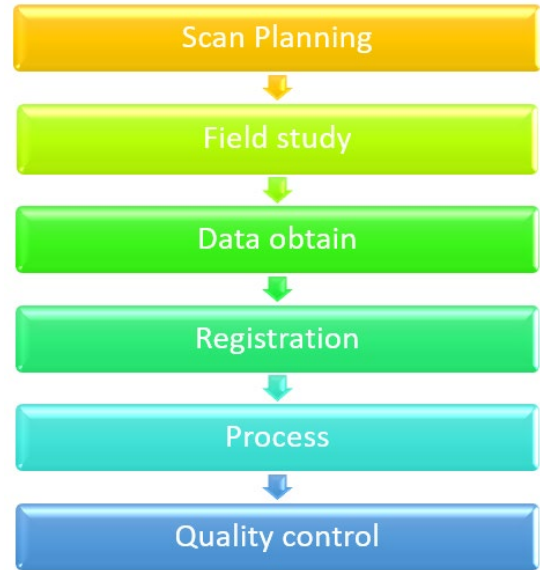 Scan Planning
Field study
Data obtain
Registration
Process
Quality control